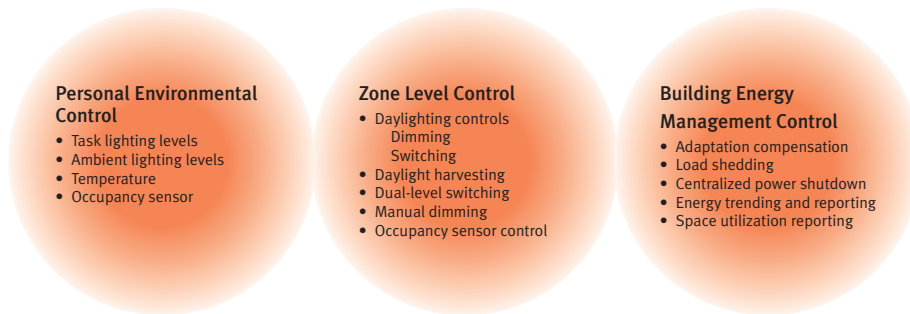 Personal Environmental
Control
• Task lighting levels
• Ambient lighting levels
• Temperature
• Occupancy sensor
Zone Level Control
• Daylighting controls
Dimming
Switching
• Daylight harvesting
• Dual-level switching
• Manual dimming
• Occupancy sensor control
Building Energy
Management Control
• Adaptation compensation
• Load shedding
• Centralized power shutdown
• Energy trending and reporting
• Space utilization reporting